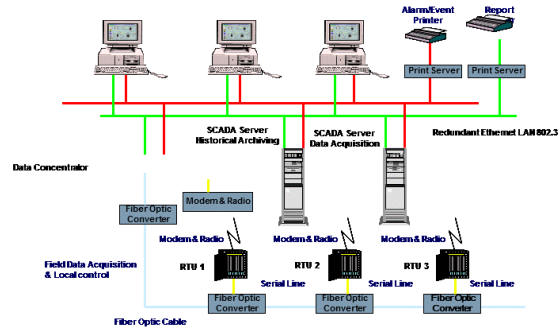 Alarm/Event
Printer
Report
Print Server
Print Server
SCADA Server
Historical Archiving
SCADA Server
Data Acquisition
Redundant Ethernet LAN 802.3
Data Concentrator
Modem & Radio
Fiber Optic
Converter
Modem & Radio
Modem & Radio
Modem & Radio
Field Data Acquisition
& Local control
RTU 1
RTU 2
RTU 3
Serial Line
Serial Line
Serial Line
Fiber Optic
Converter
Fiber Optic
Converter
Fiber Optic
Converter
Fiber Optic Cable